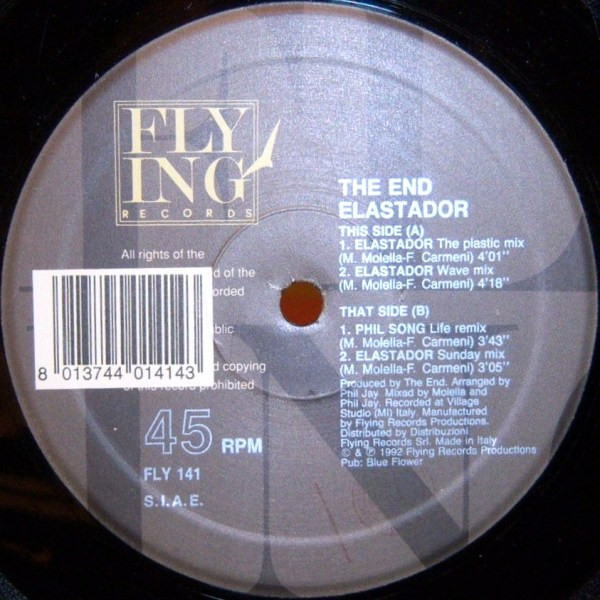 FLY
ING
RECORDS
All rights of the
d of the
orded
blic
d copying
of this record prohibited
8 013744 014143
45 RPM
FLY 141
S.I.A.E.
THE END
ELASTADOR
THIS SIDE (A)
1. ELASTADOR The plastic mix
(M. Molella-F. Carmeni) 4'01''
2. ELASTADOR Wave mix
(M. Molella-F. Carmeni) 4'18''
THAT SIDE (B)
1. PHIL SONG Life remix
(M. Molella-F. Carmeni) 3'43''
2. ELASTADOR Sunday mix
(M. Molella-F. Carmeni) 3'05''
Produced by The End. Arranged by
Phil Jay. Mixed by Molella and
Phil Jay. Recorded at Village
Studio (MI) Italy. Manufactured
by Flying Records Productions.
Distributed by Distribuzioni
Flying Records Srl. Made in Italy
© & ℗ 1992 Flying Records Productions
Pub: Blue Flower